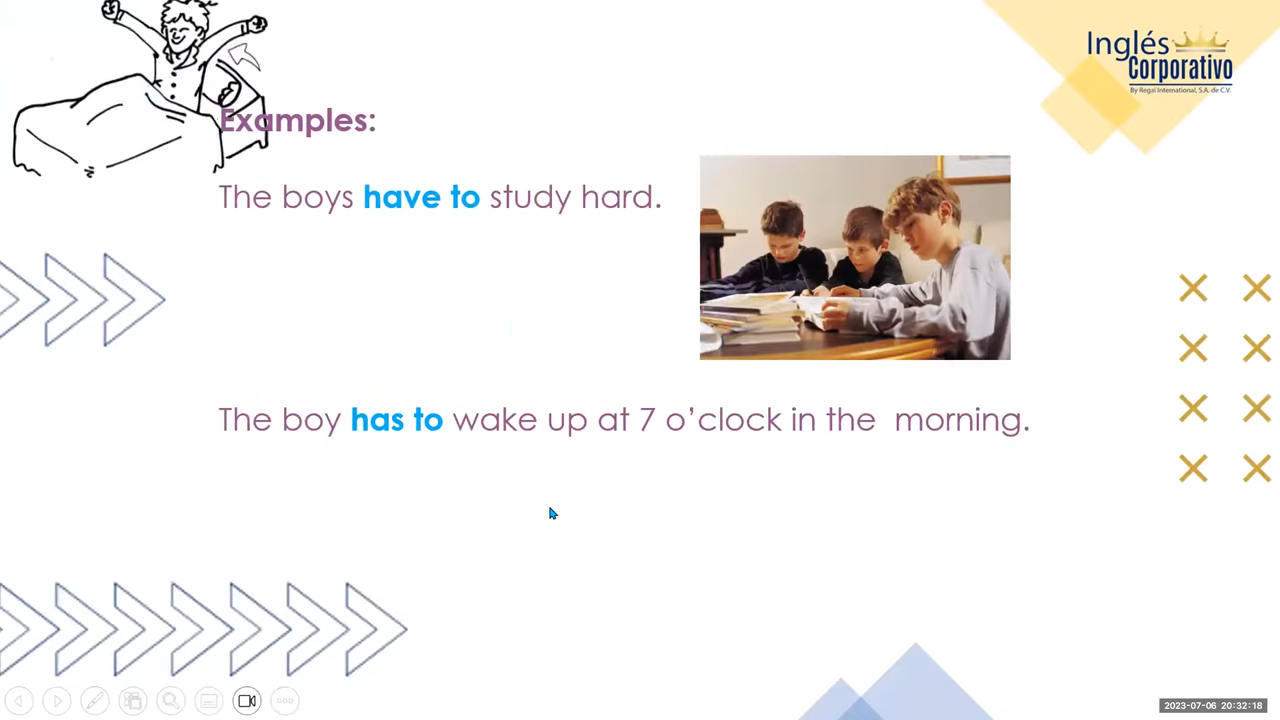 Inglés
Corporativo
By Regal International, S.A. de C.V.
Examples:
The boys have to study hard.
The boy has to wake up at 7 o’clock in the  morning.
2023-07-06 20:32:18